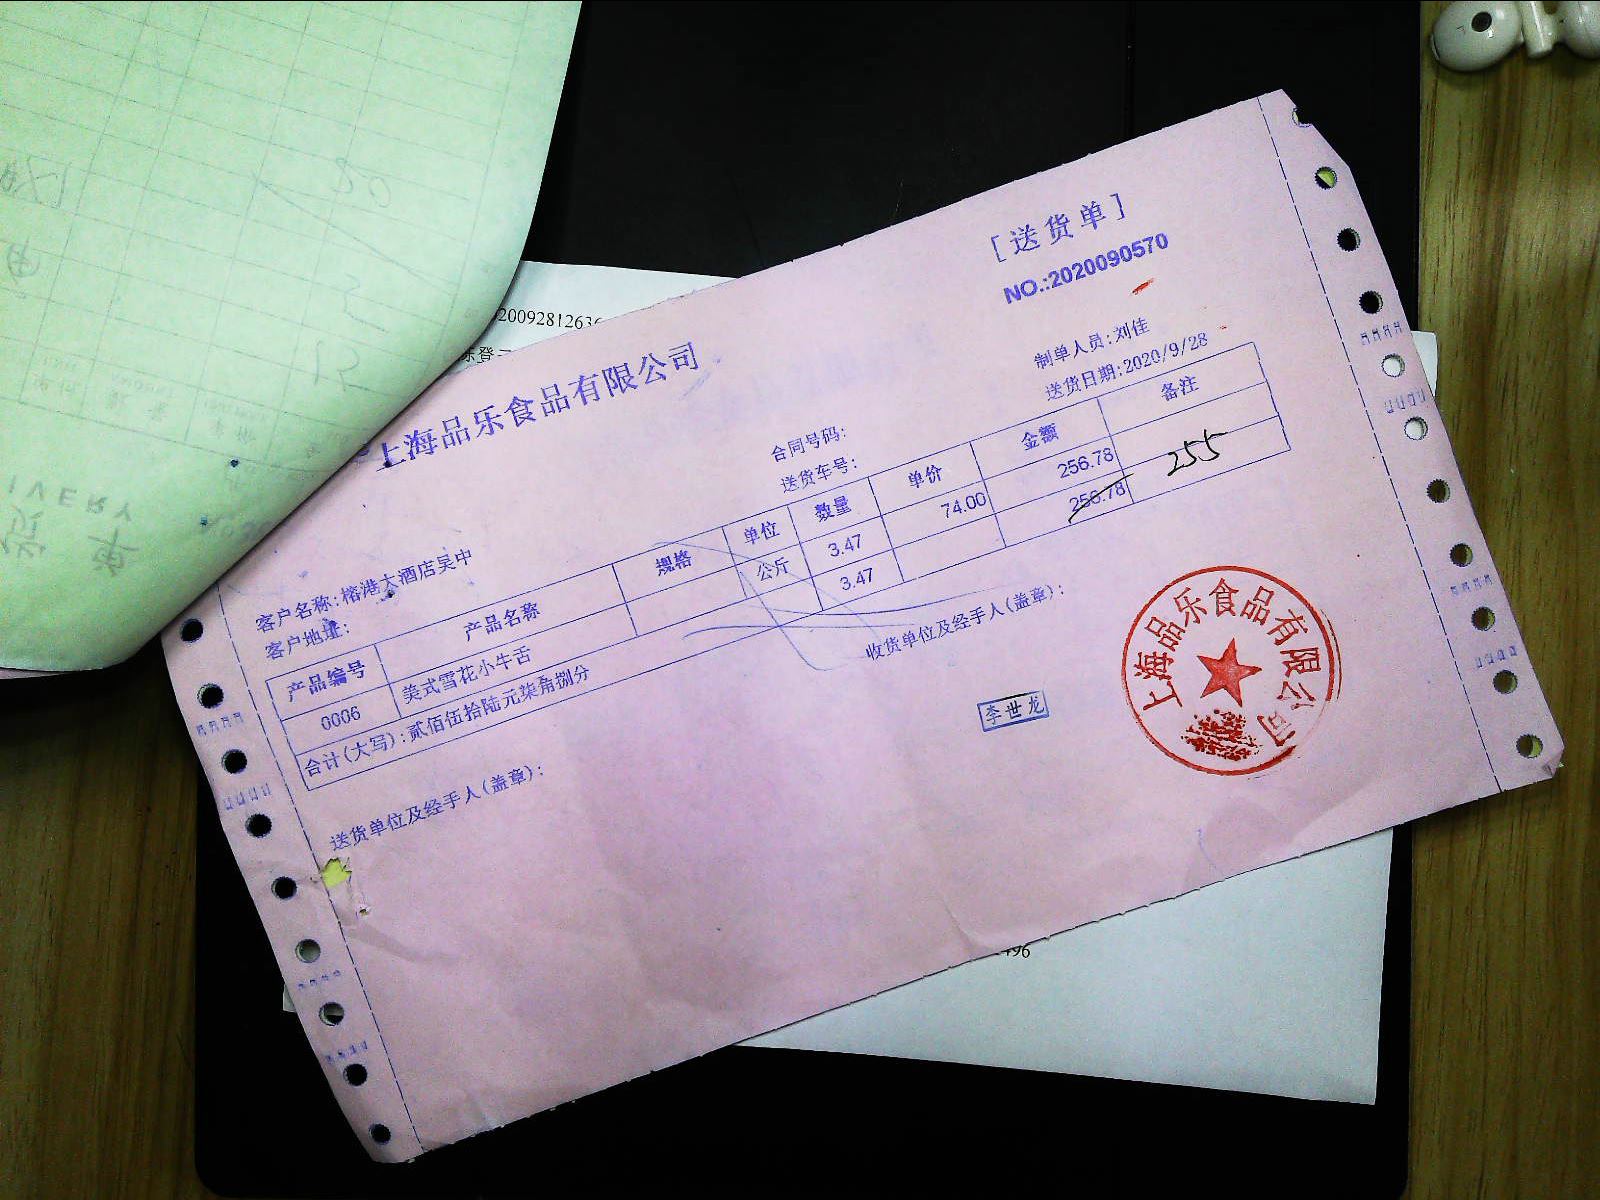 [送货单]
NO.:2020090570
2009281263
上海品乐食品有限公司
制单人员:刘佳
合同号码:
送货日期:2020/9/28
送货车号:
客户名称:榕港大酒店吴中
客户地址:
产品编号 产品名称 规格 单位 数量 单价 金额 备注
0006 美式雪花小牛舌 公斤 3.47 74.00 256.78
合计(大写):贰佰伍拾陆元柒角捌分 3.47 256.78 255
送货单位及经手人(盖章):
收货单位及经手人(盖章):
李世龙
上海品乐食品有限公司
496